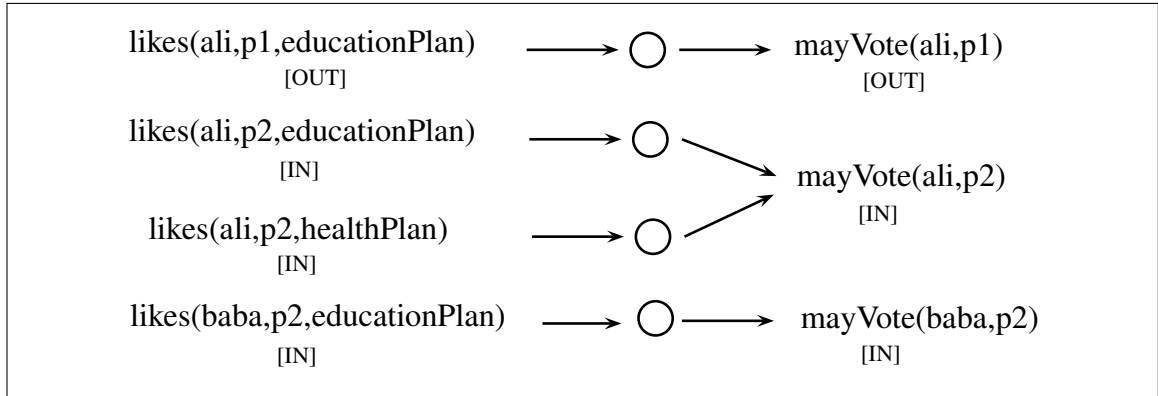 likes(ali,p1,educationPlan) mayVote(ali,p1)
[OUT] [OUT]
likes(ali,p2,educationPlan)
[IN]
mayVote(ali,p2)
[IN]
likes(ali,p2,healthPlan)
[IN]
likes(baba,p2,educationPlan) mayVote(baba,p2)
[IN] [IN]